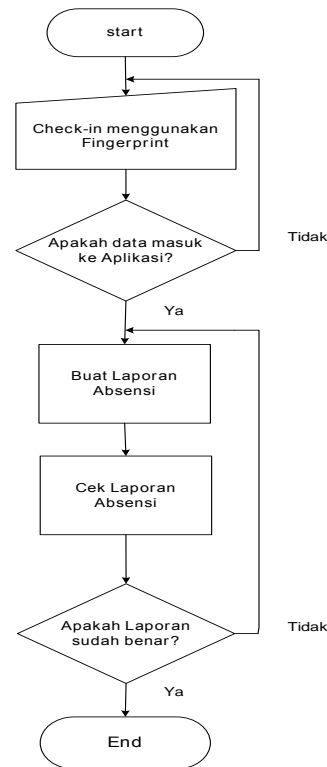 start
Check-in menggunakan
Fingerprint
Apakah data masuk
ke Aplikasi?
Tidak
Ya
Buat Laporan
Absensi
Cek Laporan
Absensi
Apakah Laporan
sudah benar?
Tidak
Ya
End